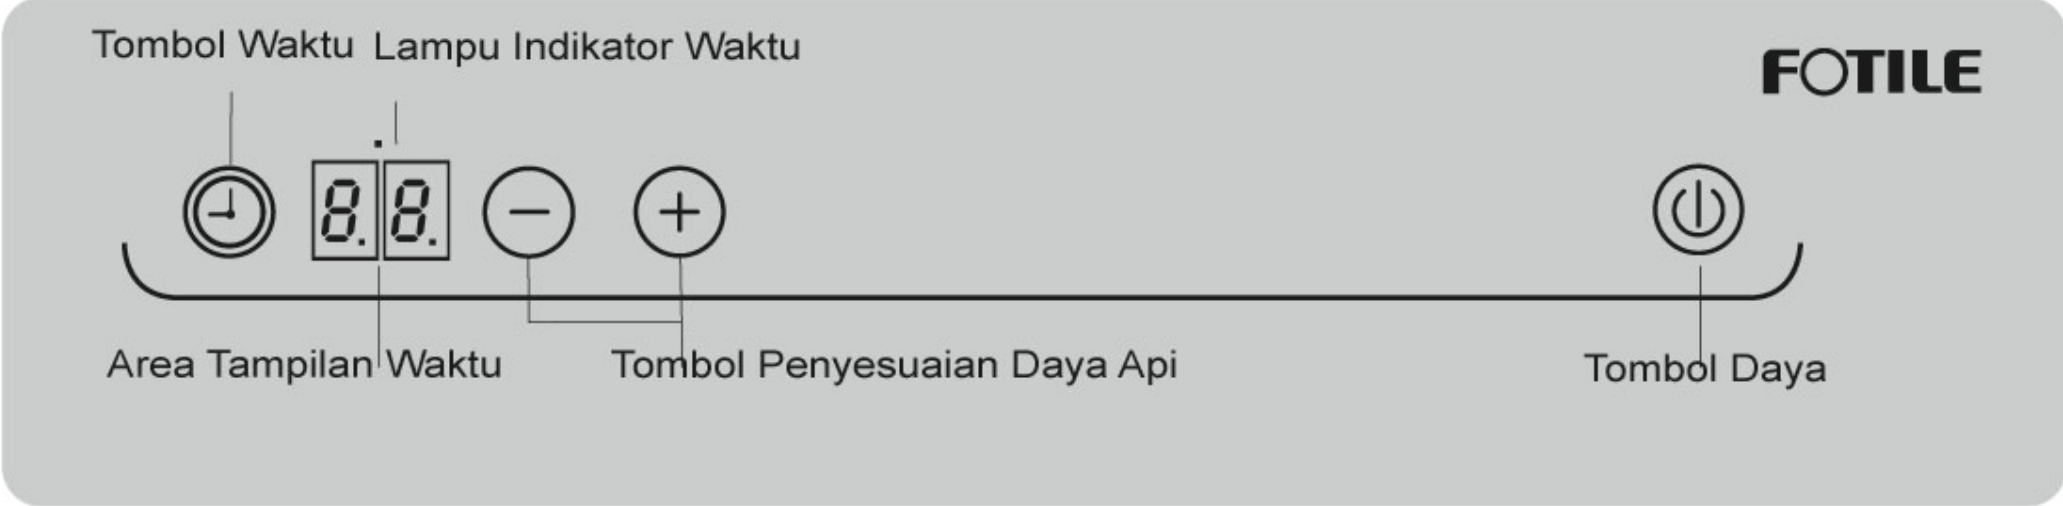 Tombol Waktu Lampu Indikator Waktu
FOTILE
8.8.
Area Tampilan Waktu Tombol Penyesuaian Daya Api Tombol Daya